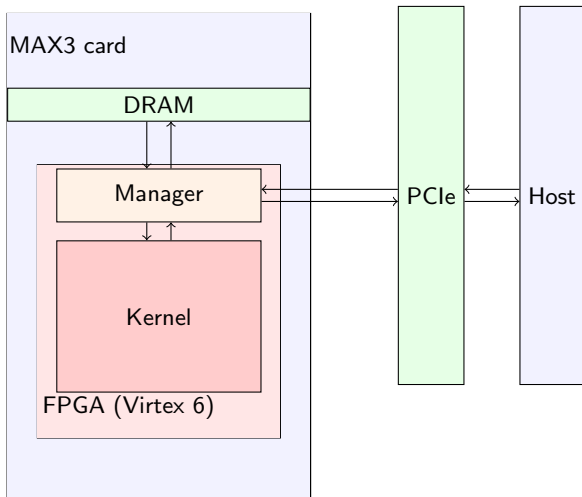 MAX3 card
DRAM
Manager
PCIe
Host
Kernel
FPGA (Virtex 6)